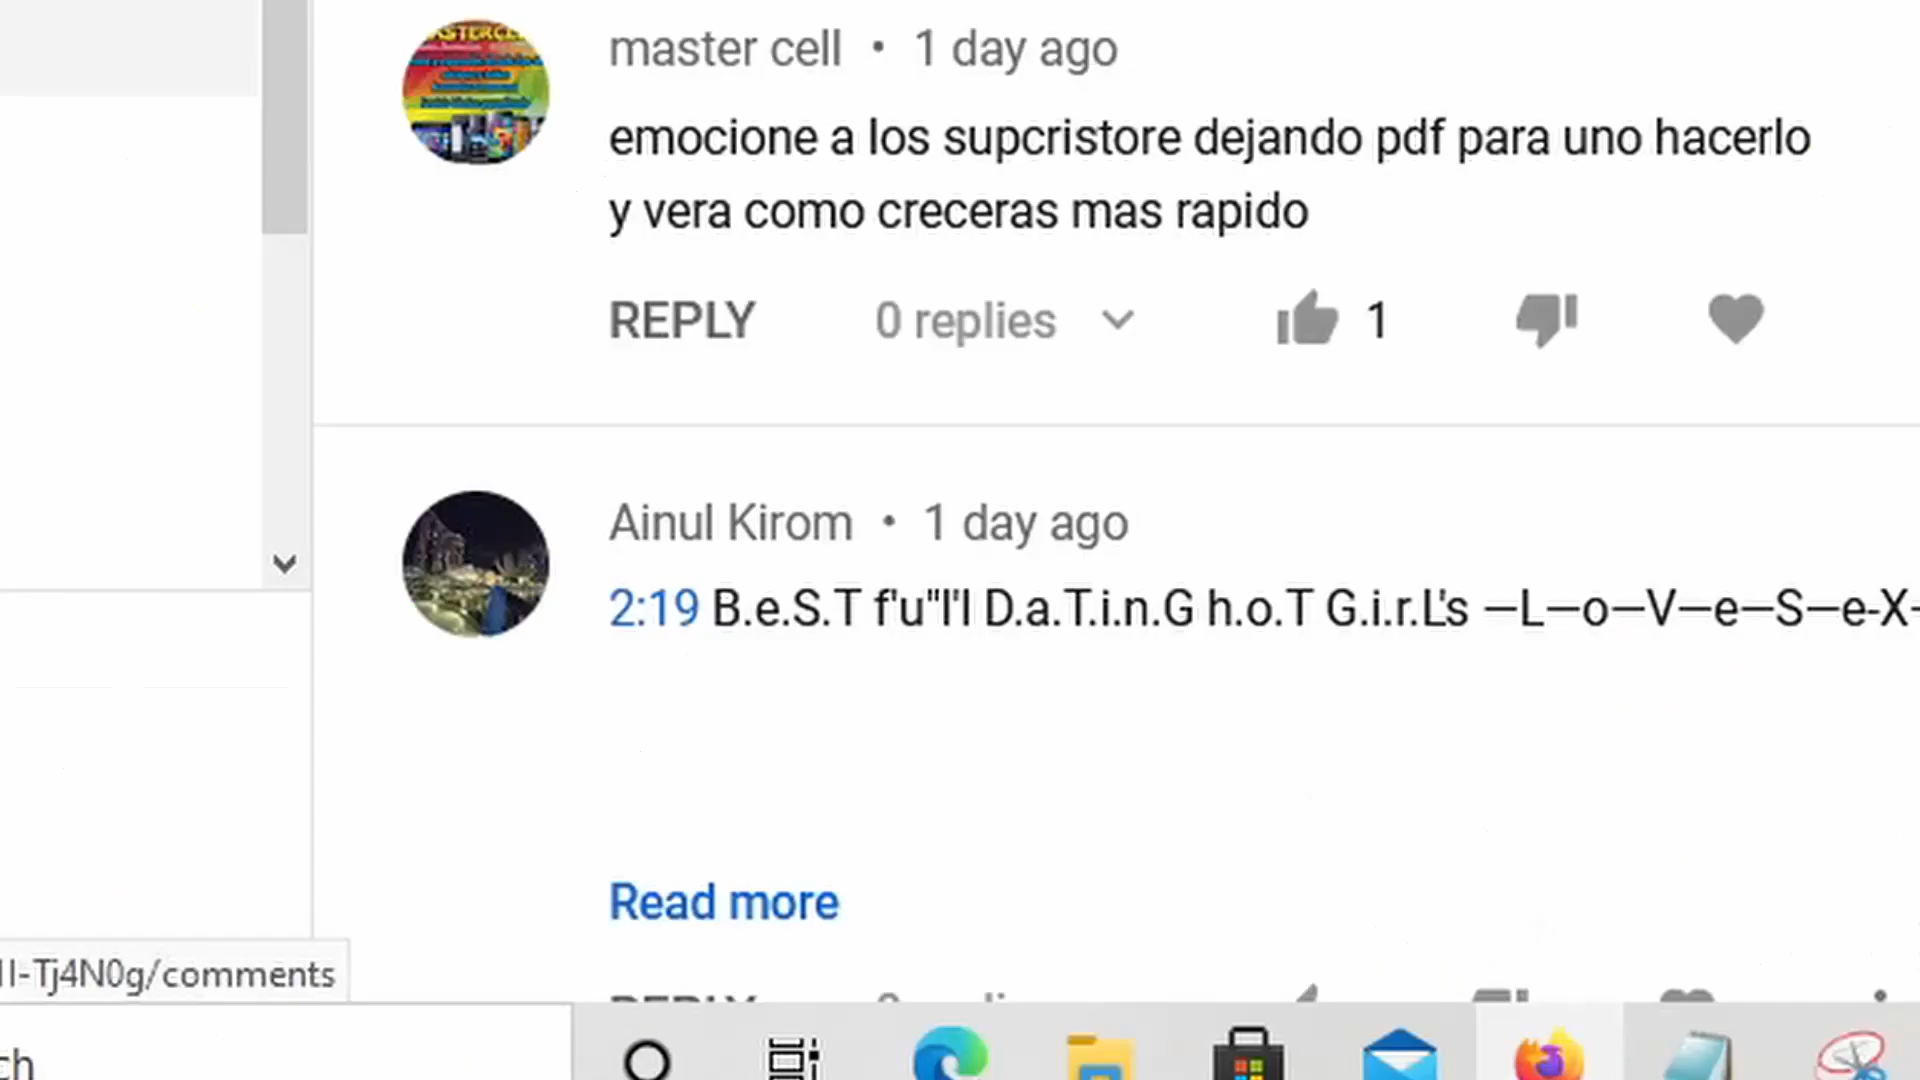 master cell • 1 day ago
emocione a los supcristore dejando pdf para uno hacerlo
y vera como creceras mas rapido
REPLY 0 replies 1
Ainul Kirom • 1 day ago
2:19 B.e.S.T f'u"l'l D.a.T.i.n.G h.o.T G.i.r.L's —L—o—V—e—S—e-X-
Read more
-Tj4N0g/comments
REPLY
ch